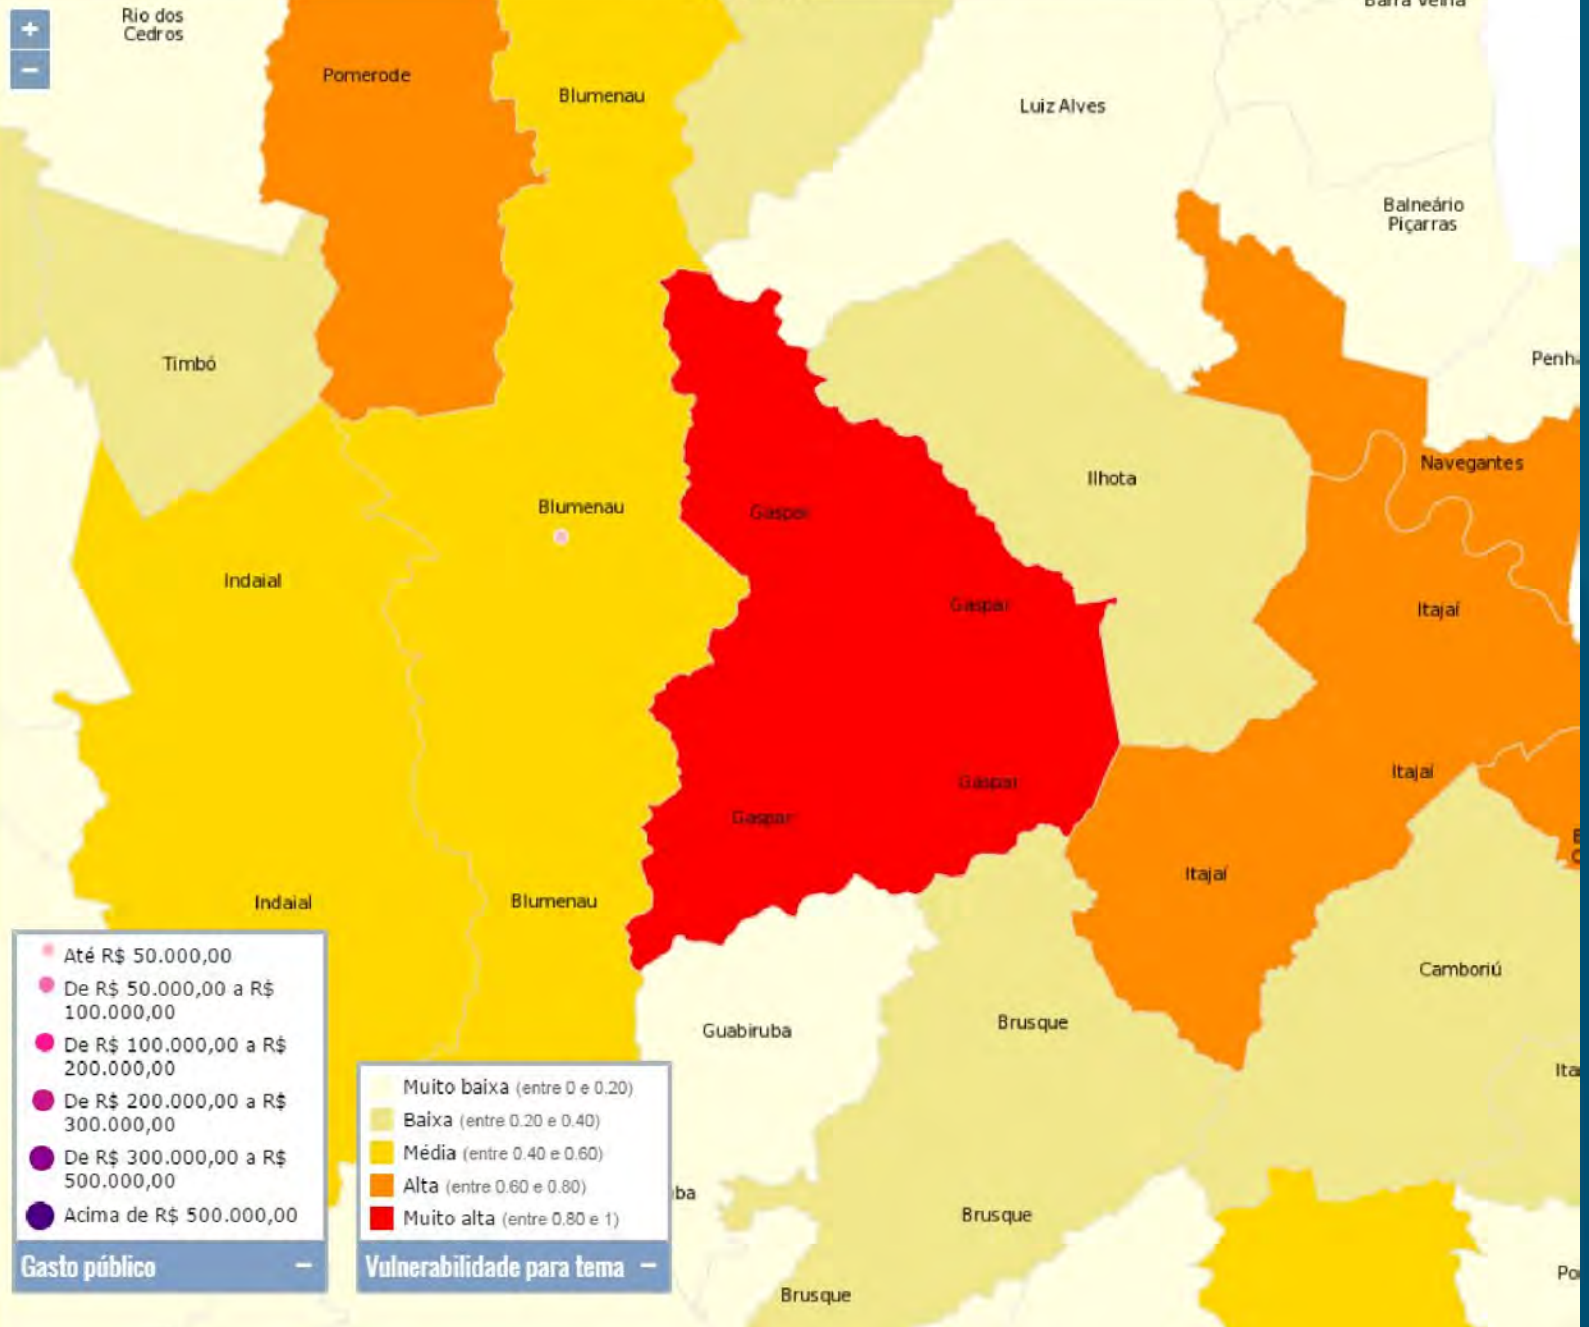 Rio dos
Cedros
+
−
Pomerode
Blumenau
Luiz Alves
Barra Velha
Balneário
Piçarras
Timbó
Penh
Navegantes
Ilhota
Blumenau
Gaspar
Indaial
Gaspar
Itajaí
Itajaí
Gaspar
Gaspar
Itajaí
Indaial
Blumenau
Camboriú
Brusque
Guabiruba
Ita
Até R$ 50.000,00
De R$ 50.000,00 a R$
100.000,00
De R$ 100.000,00 a R$
200.000,00
De R$ 200.000,00 a R$
300.000,00
De R$ 300.000,00 a R$
500.000,00
Acima de R$ 500.000,00
Gasto público −
Muito baixa (entre 0 e 0.20)
Baixa (entre 0.20 e 0.40)
Média (entre 0.40 e 0.60)
Alta (entre 0.60 e 0.80)
Muito alta (entre 0.80 e 1)
Vulnerabilidade para tema −
ba
Brusque
Po
Brusque